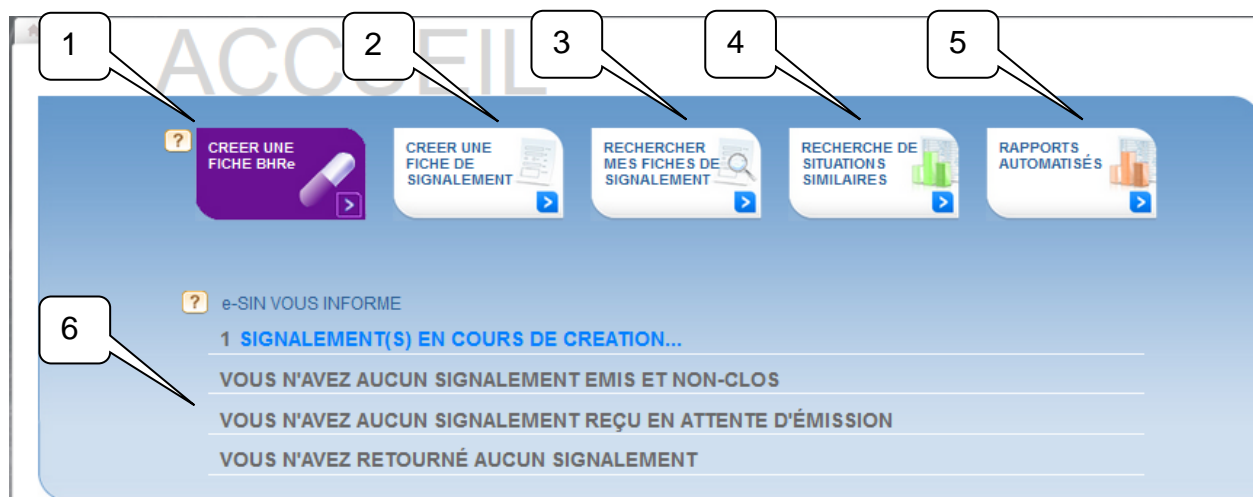 1
2
3
4
5
ACCUEIL
?
CREER UNE
FICHE BHRe
CREER UNE
FICHE DE
SIGNALEMENT
RECHERCHER
MES FICHES DE
SIGNALEMENT
RECHERCHE DE
SITUATIONS
SIMILAIRES
RAPPORTS
AUTOMATISÉS
?
e-SIN VOUS INFORME
6
1 SIGNALEMENT(S) EN COURS DE CREATION...
VOUS N'AVEZ AUCUN SIGNALEMENT EMIS ET NON-CLOS
VOUS N'AVEZ AUCUN SIGNALEMENT REÇU EN ATTENTE D'ÉMISSION
VOUS N'AVEZ RETOURNÉ AUCUN SIGNALEMENT